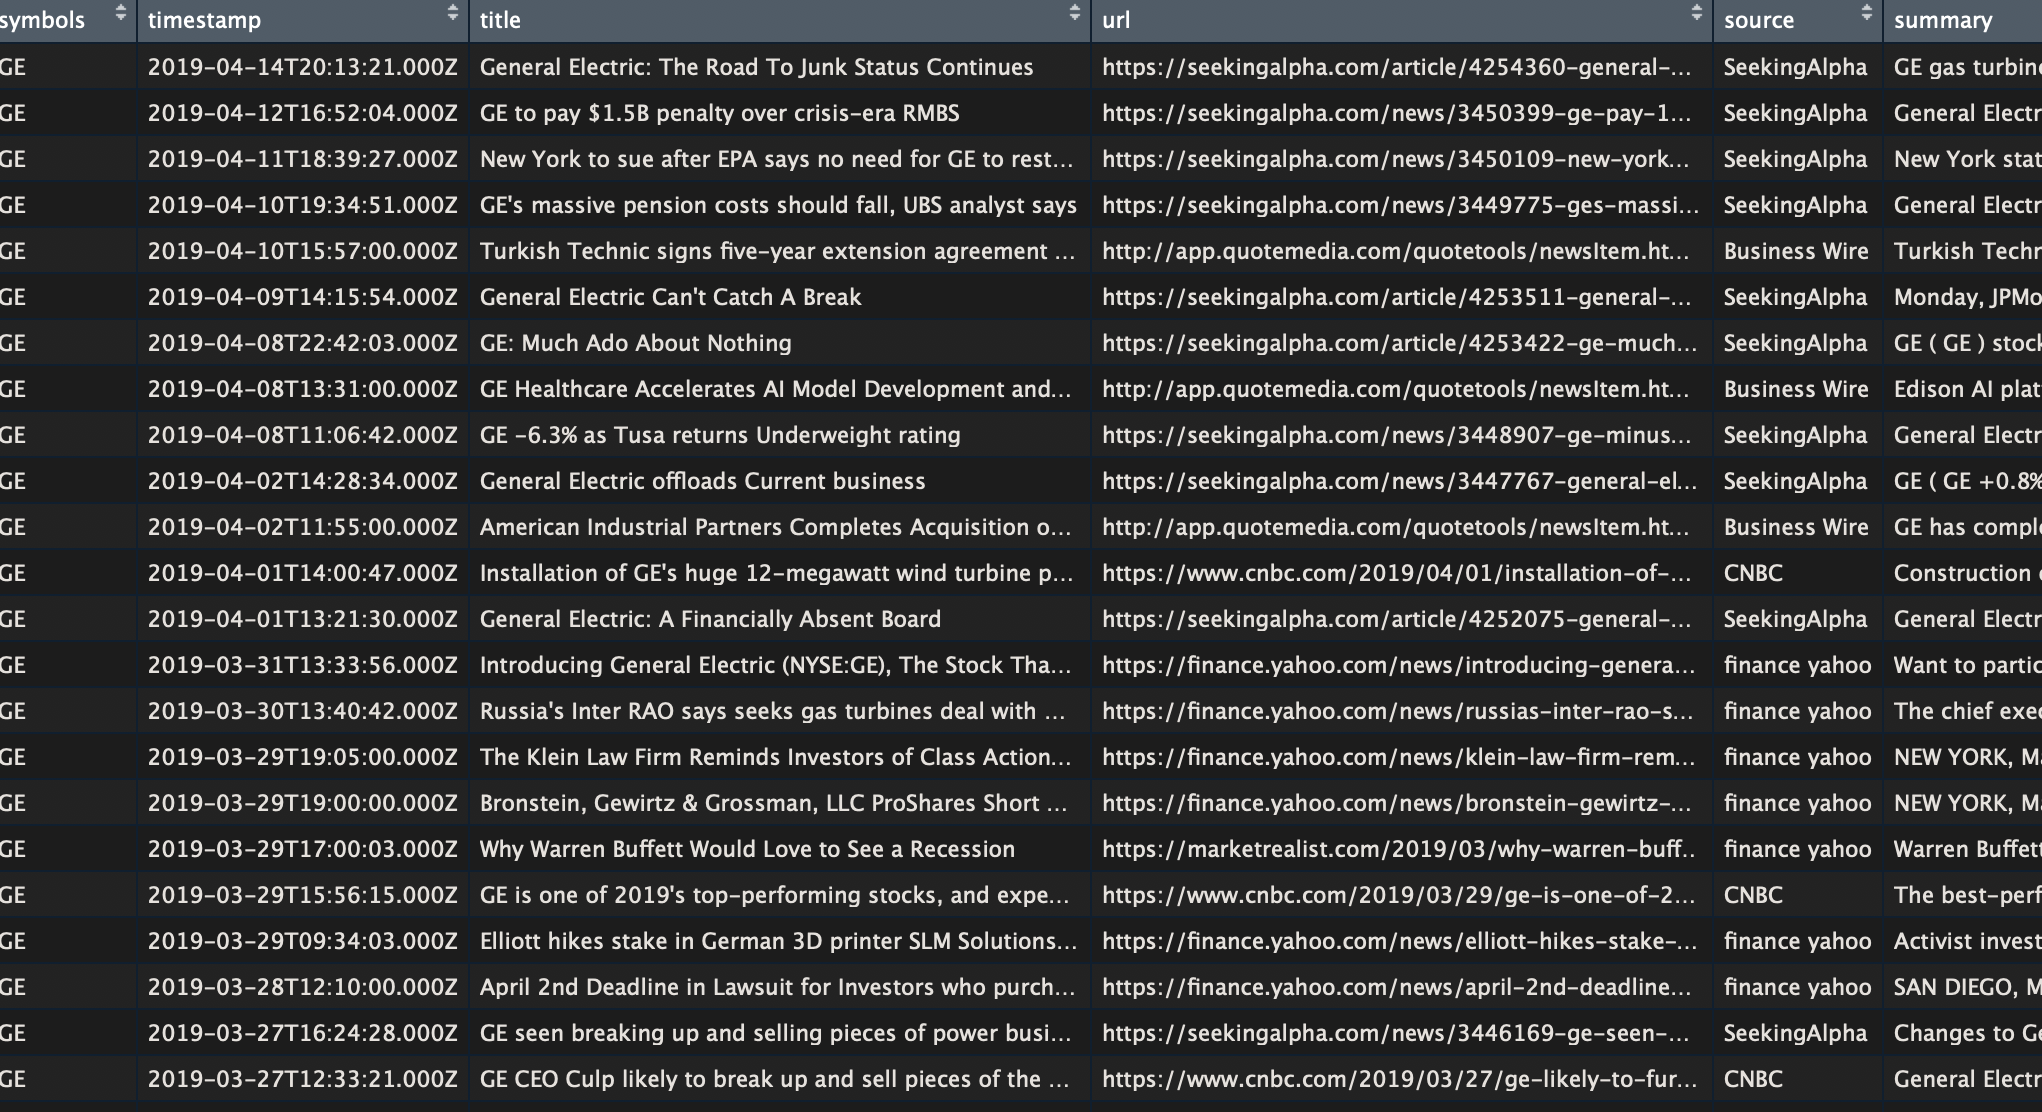 symbols timestamp title url source summary
GE 2019-04-14T20:13:21.000Z General Electric: The Road To Junk Status Continues https://seekingalpha.com/article/4254360-general-... SeekingAlpha GE gas turbine
GE 2019-04-12T16:52:04.000Z GE to pay $1.5B penalty over crisis-era RMBS https://seekingalpha.com/news/3450399-ge-pay-1... SeekingAlpha General Electr
GE 2019-04-11T18:39:27.000Z New York to sue after EPA says no need for GE to rest... https://seekingalpha.com/news/3450109-new-york... SeekingAlpha New York stat
GE 2019-04-10T19:34:51.000Z GE's massive pension costs should fall, UBS analyst says https://seekingalpha.com/news/3449775-ges-massi... SeekingAlpha General Electr
GE 2019-04-10T15:57:00.000Z Turkish Technic signs five-year extension agreement ... http://app.quotemedia.com/quotetools/newsItem.ht... Business Wire Turkish Techn
GE 2019-04-09T14:15:54.000Z General Electric Can't Catch A Break https://seekingalpha.com/article/4253511-general-... SeekingAlpha Monday, JPMo
GE 2019-04-08T22:42:03.000Z GE: Much Ado About Nothing https://seekingalpha.com/article/4253422-ge-much... SeekingAlpha GE ( GE ) stock
GE 2019-04-08T13:31:00.000Z GE Healthcare Accelerates AI Model Development and... http://app.quotemedia.com/quotetools/newsItem.ht... Business Wire Edison AI plat
GE 2019-04-08T11:06:42.000Z GE -6.3% as Tusa returns Underweight rating https://seekingalpha.com/news/3448907-ge-minus... SeekingAlpha General Electr
GE 2019-04-02T14:28:34.000Z General Electric offloads Current business https://seekingalpha.com/news/3447767-general-el... SeekingAlpha GE ( GE +0.8%
GE 2019-04-02T11:55:00.000Z American Industrial Partners Completes Acquisition o... http://app.quotemedia.com/quotetools/newsItem.ht... Business Wire GE has comple
GE 2019-04-01T14:00:47.000Z Installation of GE's huge 12-megawatt wind turbine p... https://www.cnbc.com/2019/04/01/installation-of-... CNBC Construction
GE 2019-04-01T13:21:30.000Z General Electric: A Financially Absent Board https://seekingalpha.com/article/4252075-general-... SeekingAlpha General Electr
GE 2019-03-31T13:33:56.000Z Introducing General Electric (NYSE:GE), The Stock Tha... https://finance.yahoo.com/news/introducing-genera... finance yahoo Want to partic
GE 2019-03-30T13:40:42.000Z Russia's Inter RAO says seeks gas turbines deal with ... https://finance.yahoo.com/news/russias-inter-rao-s... finance yahoo The chief exec
GE 2019-03-29T19:05:00.000Z The Klein Law Firm Reminds Investors of Class Action... https://finance.yahoo.com/news/klein-law-firm-rem... finance yahoo NEW YORK, Ma
GE 2019-03-29T19:00:00.000Z Bronstein, Gewirtz & Grossman, LLC ProShares Short ... https://finance.yahoo.com/news/bronstein-gewirtz-... finance yahoo NEW YORK, Ma
GE 2019-03-29T17:00:03.000Z Why Warren Buffett Would Love to See a Recession https://marketrealist.com/2019/03/why-warren-buff.. finance yahoo Warren Buffett
GE 2019-03-29T15:56:15.000Z GE is one of 2019's top-performing stocks, and expe... https://www.cnbc.com/2019/03/29/ge-is-one-of-2... CNBC The best-perf
GE 2019-03-29T09:34:03.000Z Elliott hikes stake in German 3D printer SLM Solutions... https://finance.yahoo.com/news/elliott-hikes-stake-... finance yahoo Activist invest
GE 2019-03-28T12:10:00.000Z April 2nd Deadline in Lawsuit for Investors who purch... https://finance.yahoo.com/news/april-2nd-deadline... finance yahoo SAN DIEGO, M
GE 2019-03-27T16:24:28.000Z GE seen breaking up and selling pieces of power busi... https://seekingalpha.com/news/3446169-ge-seen-... SeekingAlpha Changes to Ge
GE 2019-03-27T12:33:21.000Z GE CEO Culp likely to break up and sell pieces of the ... https://www.cnbc.com/2019/03/27/ge-likely-to-fur... CNBC General Electr